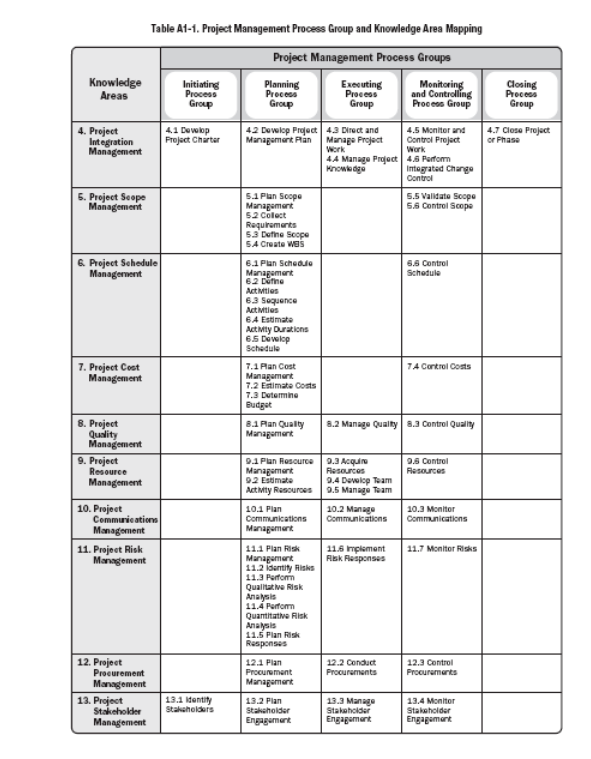 Table A1-1. Project Management Process Group and Knowledge Area Mapping
Project Management Process Groups
Knowledge
Areas
Initiating
Process
Group
Planning
Process
Group
Executing
Process
Group
Monitoring
and Controlling
Process Group
Closing
Process
Group
4. Project
Integration
Management
4.1 Develop
Project Charter
4.2 Develop Project
Management Plan
4.3 Direct and
Manage Project
Work
4.4 Manage Project
Knowledge
4.5 Monitor and
Control Project
Work
4.6 Perform
Integrated Change
Control
4.7 Close Project
or Phase
5. Project Scope
Management
5.1 Plan Scope
Management
5.2 Collect
Requirements
5.3 Define Scope
5.4 Create WBS
5.5 Validate Scope
5.6 Control Scope
6. Project Schedule
Management
6.1 Plan Schedule
Management
6.2 Define
Activities
6.3 Sequence
Activities
6.4 Estimate
Activity Durations
6.5 Develop
Schedule
6.6 Control
Schedule
7. Project Cost
Management
7.1 Plan Cost
Management
7.2 Estimate Costs
7.3 Determine
Budget
7.4 Control Costs
8. Project
Quality
Management
8.1 Plan Quality
Management
8.2 Manage Quality
8.3 Control Quality
9. Project
Resource
Management
9.1 Plan Resource
Management
9.2 Estimate
Activity Resources
9.3 Acquire
Resources
9.4 Develop Team
9.5 Manage Team
9.6 Control
Resources
10. Project
Communications
Management
10.1 Plan
Communications
Management
10.2 Manage
Communications
10.3 Monitor
Communications
11. Project Risk
Management
11.1 Plan Risk
Management
11.2 Identify Risks
11.3 Perform
Qualitative Risk
Analysis
11.4 Perform
Quantitative Risk
Analysis
11.5 Plan Risk
Responses
11.6 Implement
Risk Responses
11.7 Monitor Risks
12. Project
Procurement
Management
12.1 Plan
Procurement
Management
12.2 Conduct
Procurements
12.3 Control
Procurements
13. Project
Stakeholder
Management
13.1 Identify
Stakeholders
13.2 Plan
Stakeholder
Engagement
13.3 Manage
Stakeholder
Engagement
13.4 Monitor
Stakeholder
Engagement